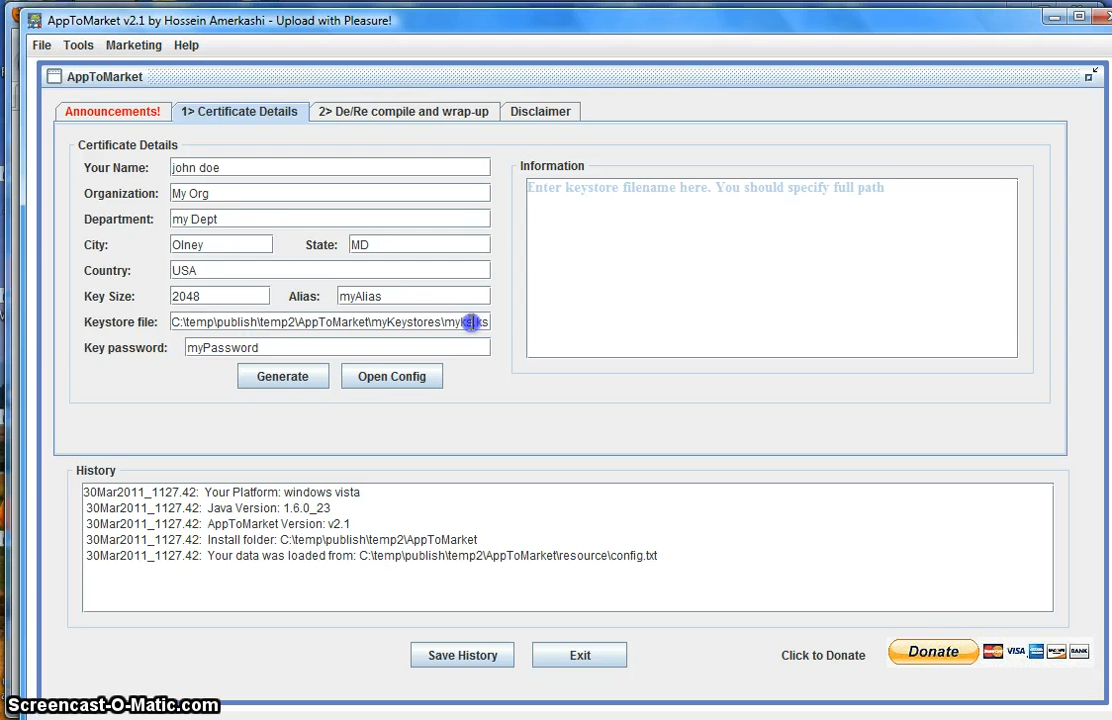 AppToMarket v2.1 by Hossein Amerkashi - Upload with Pleasure!
File Tools Marketing Help
AppToMarket
Announcements! 1> Certificate Details 2> De/Re compile and wrap-up Disclaimer
Certificate Details
Your Name: john doe
Organization: My Org
Department: my Dept
City: Olney State: MD
Country: USA
Key Size: 2048 Alias: myAlias
Keystore file: C:\temp\publish\temp2\AppToMarket\myKeystores\myks.ks
Key password: myPassword
Generate Open Config
Information
Enter keystore filename here. You should specify full path
History
30Mar2011_1127.42: Your Platform: windows vista
30Mar2011_1127.42: Java Version: 1.6.0_23
30Mar2011_1127.42: AppToMarket Version: v2.1
30Mar2011_1127.42: Install folder: C:\temp\publish\temp2\AppToMarket
30Mar2011_1127.42: Your data was loaded from: C:\temp\publish\temp2\AppToMarket\resource\config.txt
Save History Exit Click to Donate Donate VISA BANK
Screencast-O-Matic.com